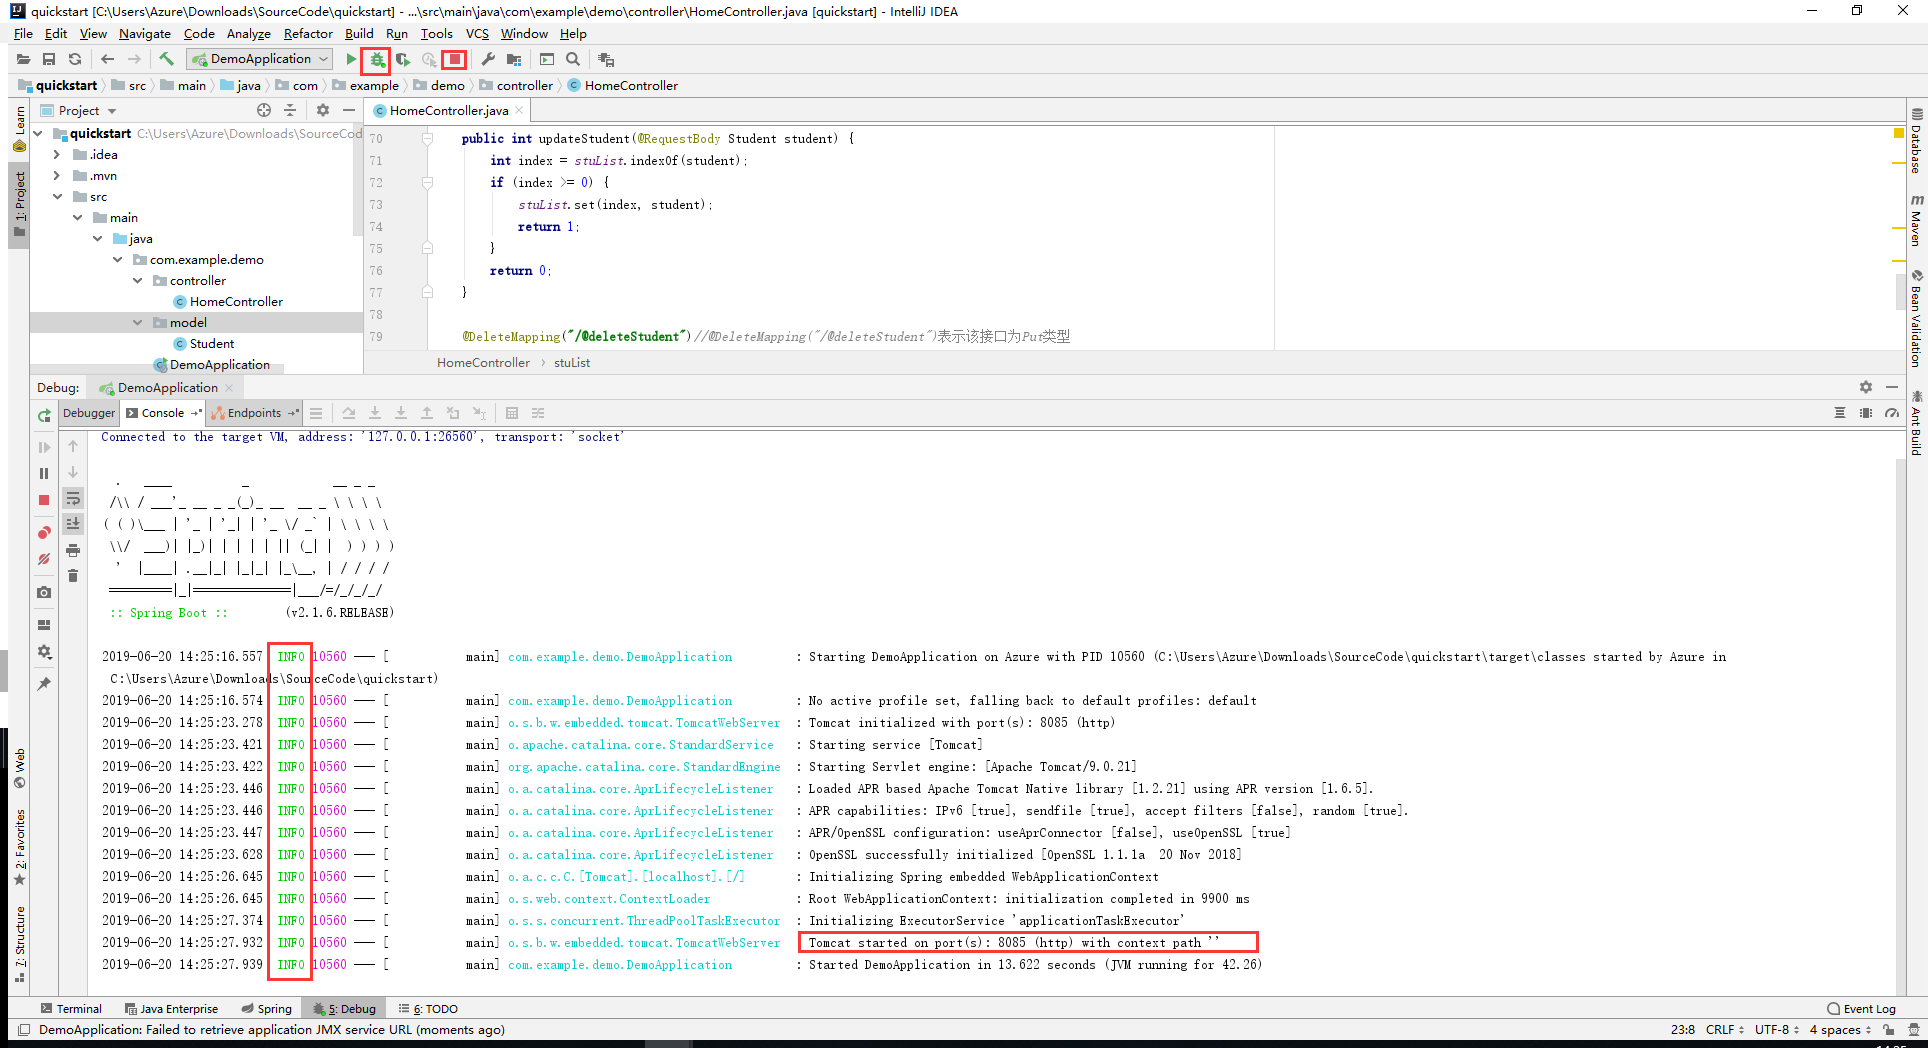 quickstart [C:\Users\Azure\Downloads\SourceCode\quickstart] - ...\src\main\java\com\example\demo\controller\HomeController.java [quickstart] - IntelliJ IDEA
File Edit View Navigate Code Analyze Refactor Build Run Tools VCS Window Help
DemoApplication
quickstart src main java com example demo controller HomeController
Project
HomeController.java
Learn
1: Project
quickstart C:\Users\Azure\Downloads\SourceCod
.idea
.mvn
src
main
java
com.example.demo
controller
HomeController
model
Student
DemoApplication
70 public int updateStudent(@RequestBody Student student) {
71 int index = stuList.indexOf(student);
72 if (index >= 0) {
73 stuList.set(index, student);
74 return 1;
75 }
76 return 0;
77 }
78
79 @DeleteMapping("/@deleteStudent")//@DeleteMapping("/@deleteStudent")表示该接口为Put类型
HomeController › stuList
Database
Maven
Bean Validation
Ant Build
Debug: DemoApplication
Debugger Console Endpoints
Connected to the target VM, address: '127.0.0.1:26560', transport: 'socket'
  .   ____          _            __ _ _
 /\\ / ___'_ __ _ _(_)_ __  __ _ \ \ \ \
( ( )\___ | '_ | '_| | '_ \/ _` | \ \ \ \
 \\/  ___)| |_)| | | | | || (_| |  ) ) ) )
  '  |____| .__|_| |_|_| |_\__, | / / / /
 =========|_|==============|___/=/_/_/_/
 :: Spring Boot ::        (v2.1.6.RELEASE)
2019-06-20 14:25:16.557  INFO 10560 --- [           main] com.example.demo.DemoApplication         : Starting DemoApplication on Azure with PID 10560 (C:\Users\Azure\Downloads\SourceCode\quickstart\target\classes started by Azure in
C:\Users\Azure\Downloads\SourceCode\quickstart)
2019-06-20 14:25:16.574  INFO 10560 --- [           main] com.example.demo.DemoApplication         : No active profile set, falling back to default profiles: default
2019-06-20 14:25:23.278  INFO 10560 --- [           main] o.s.b.w.embedded.tomcat.TomcatWebServer  : Tomcat initialized with port(s): 8085 (http)
2019-06-20 14:25:23.421  INFO 10560 --- [           main] o.apache.catalina.core.StandardService   : Starting service [Tomcat]
2019-06-20 14:25:23.422  INFO 10560 --- [           main] org.apache.catalina.core.StandardEngine  : Starting Servlet engine: [Apache Tomcat/9.0.21]
2019-06-20 14:25:23.446  INFO 10560 --- [           main] o.a.catalina.core.AprLifecycleListener   : Loaded APR based Apache Tomcat Native library [1.2.21] using APR version [1.6.5].
2019-06-20 14:25:23.446  INFO 10560 --- [           main] o.a.catalina.core.AprLifecycleListener   : APR capabilities: IPv6 [true], sendfile [true], accept filters [false], random [true].
2019-06-20 14:25:23.447  INFO 10560 --- [           main] o.a.catalina.core.AprLifecycleListener   : APR/OpenSSL configuration: useAprConnector [false], useOpenSSL [true]
2019-06-20 14:25:23.628  INFO 10560 --- [           main] o.a.catalina.core.AprLifecycleListener   : OpenSSL successfully initialized [OpenSSL 1.1.1a  20 Nov 2018]
2019-06-20 14:25:26.645  INFO 10560 --- [           main] o.a.c.c.C.[Tomcat].[localhost].[/]       : Initializing Spring embedded WebApplicationContext
2019-06-20 14:25:26.645  INFO 10560 --- [           main] o.s.web.context.ContextLoader            : Root WebApplicationContext: initialization completed in 9900 ms
2019-06-20 14:25:27.374  INFO 10560 --- [           main] o.s.s.concurrent.ThreadPoolTaskExecutor  : Initializing ExecutorService 'applicationTaskExecutor'
2019-06-20 14:25:27.932  INFO 10560 --- [           main] o.s.b.w.embedded.tomcat.TomcatWebServer  Tomcat started on port(s): 8085 (http) with context path ''
2019-06-20 14:25:27.939  INFO 10560 --- [           main] com.example.demo.DemoApplication         : Started DemoApplication in 13.622 seconds (JVM running for 42.26)
Web
2: Favorites
7: Structure
Terminal Java Enterprise Spring 5: Debug 6: TODO Event Log
DemoApplication: Failed to retrieve application JMX service URL (moments ago) 23:8 CRLF UTF-8 4 spaces